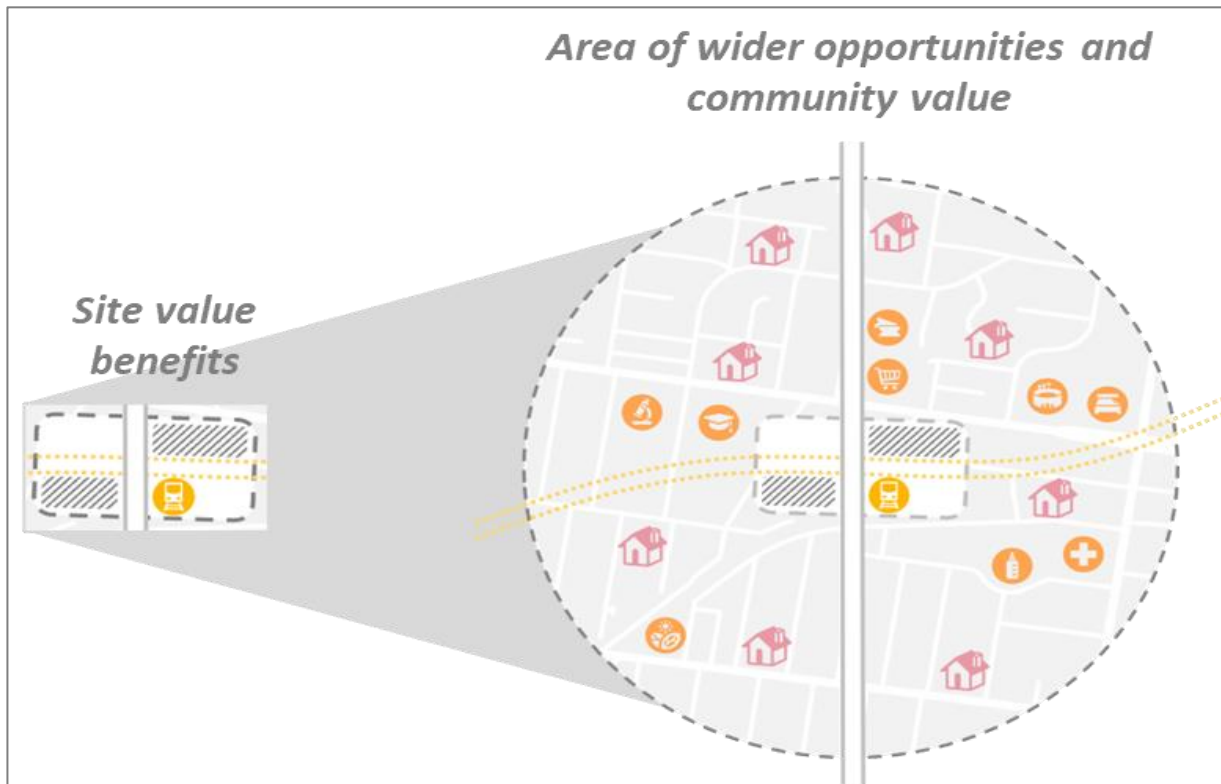 Area of wider opportunities and
community value
Site value
benefits